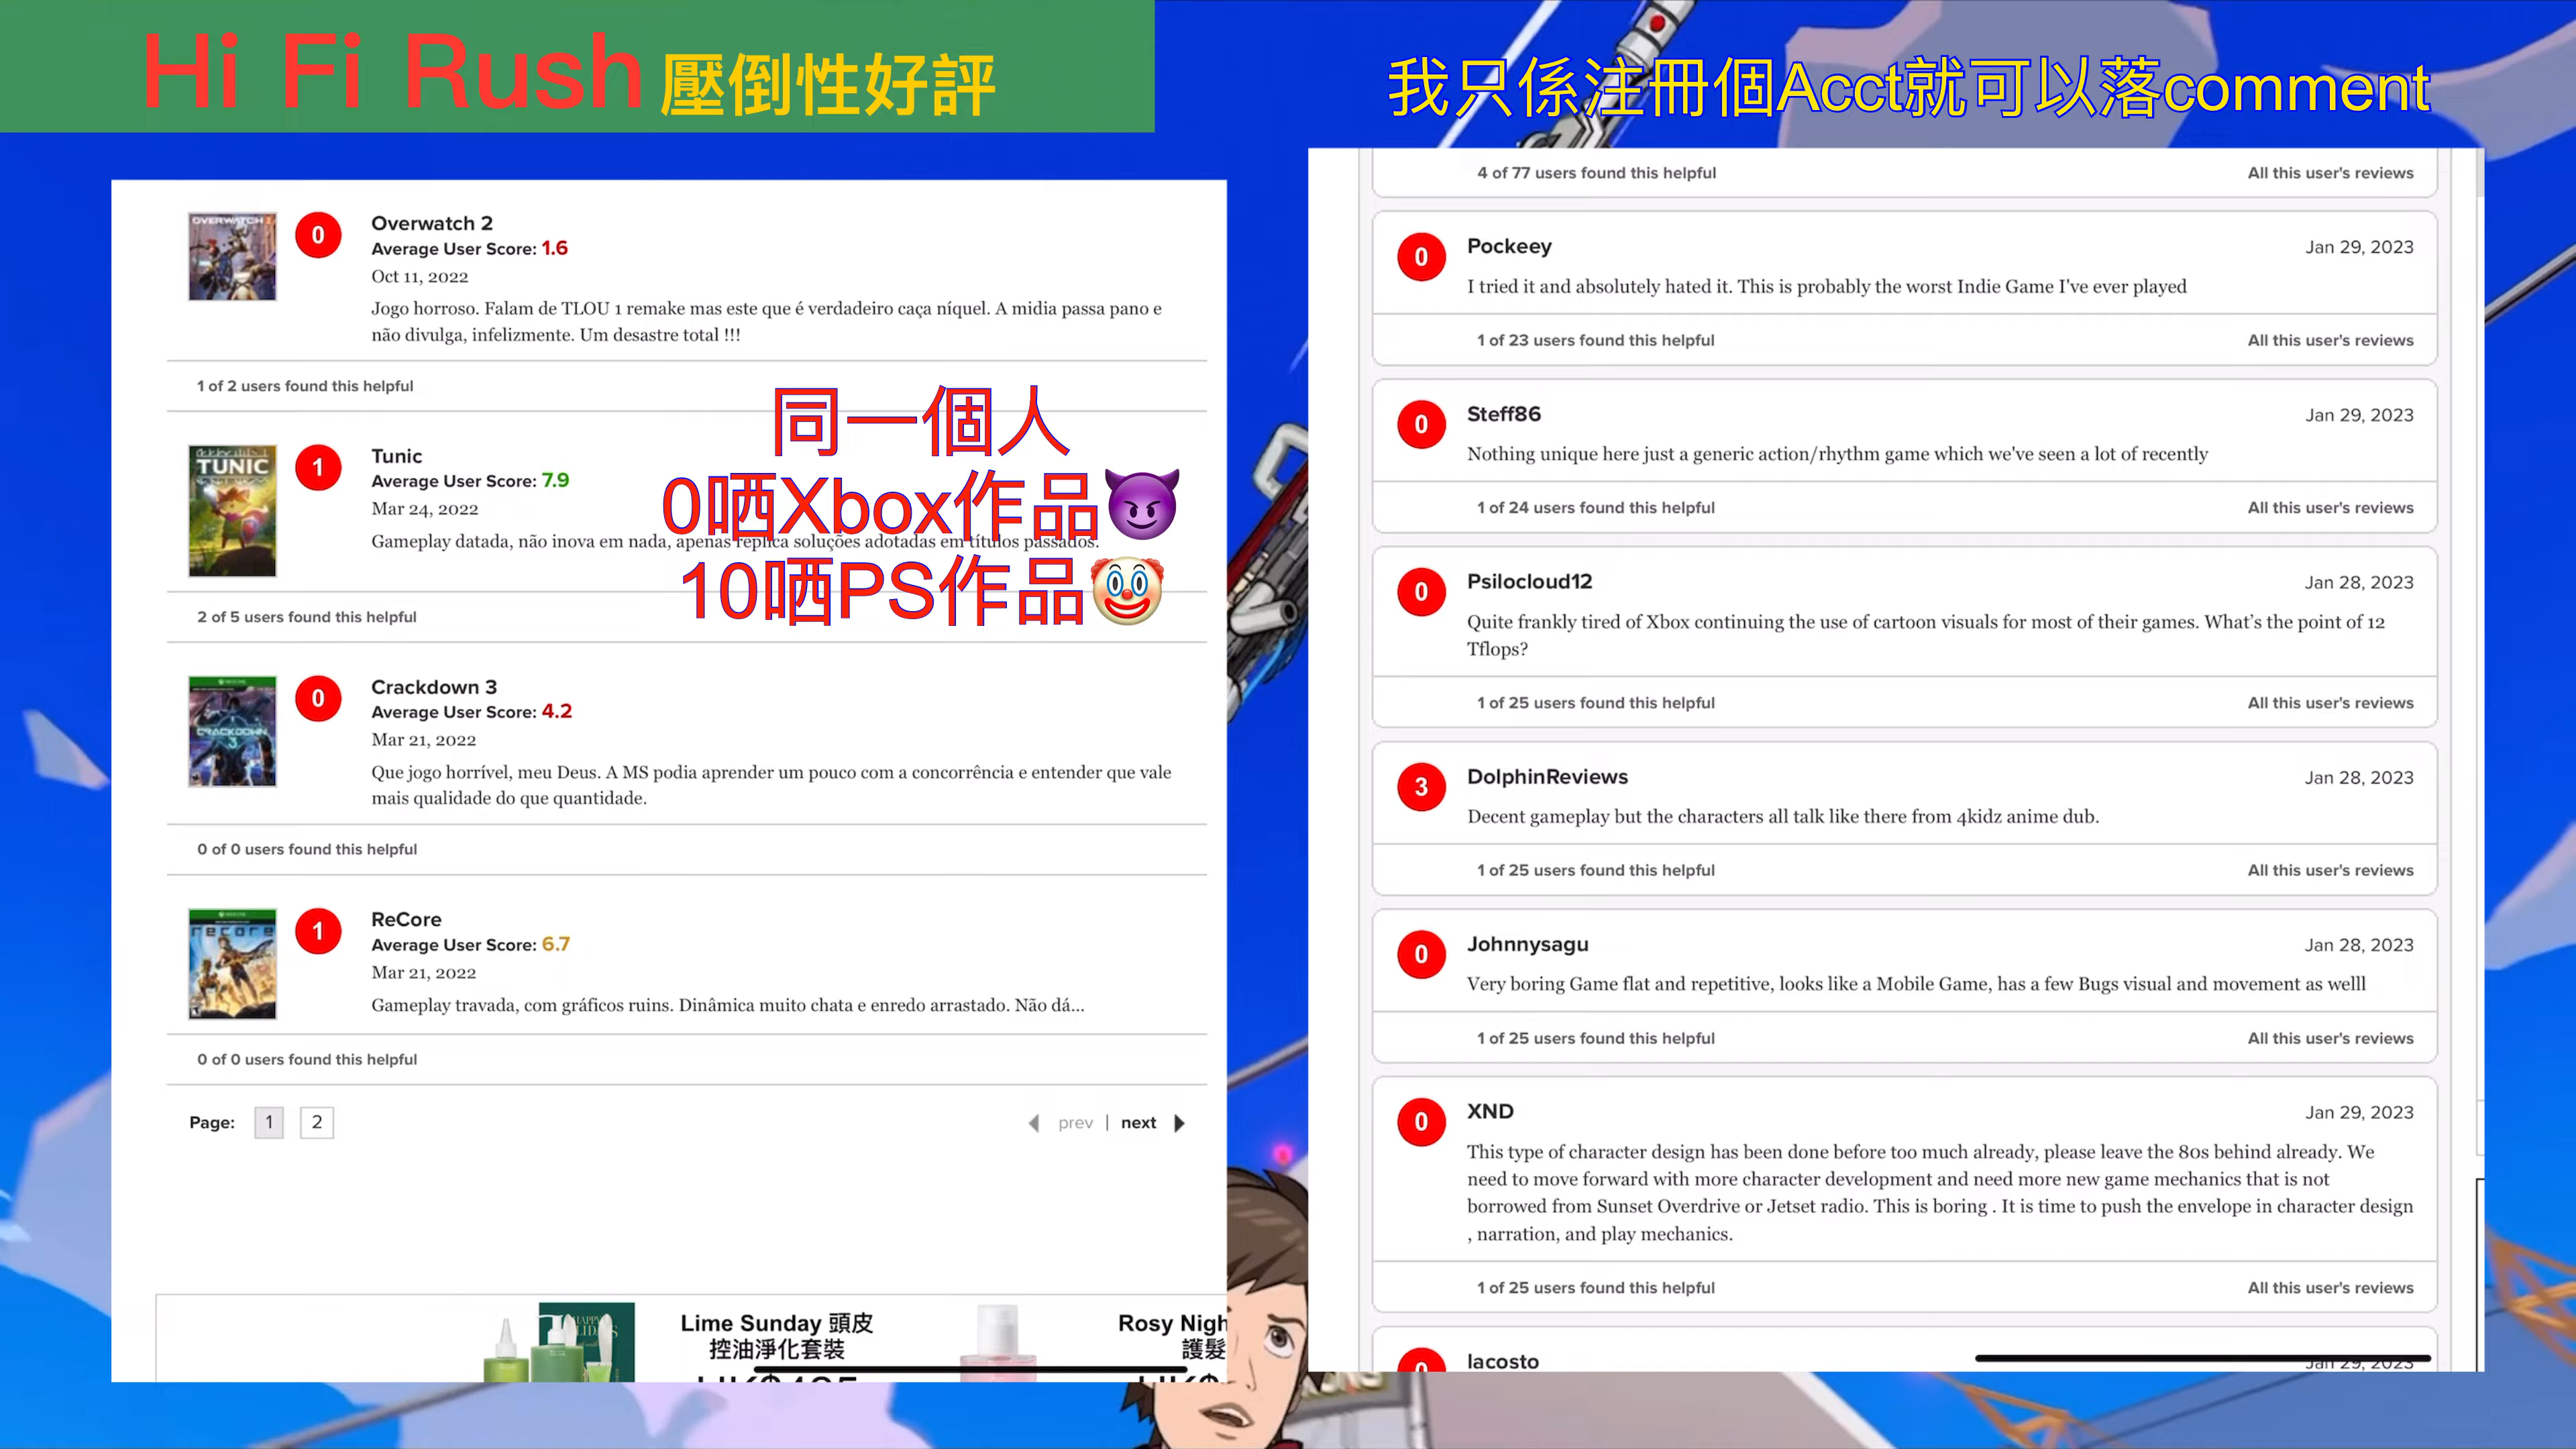 Hi Fi Rush 壓倒性好評
我只係注冊個Acct就可以落comment
OVERWATCH 2
0
Overwatch 2
Average User Score: 1.6
Oct 11, 2022
Jogo horroso. Falam de TLOU 1 remake mas este que é verdadeiro caça níquel. A midia passa pano e
não divulga, infelizmente. Um desastre total !!!
1 of 2 users found this helpful
同一個人
0哂Xbox作品😈
10哂PS作品🤡
TUNIC
1
Tunic
Average User Score: 7.9
Mar 24, 2022
Gameplay datada, não inova em nada, apenas replica soluções adotadas em títulos passados.
2 of 5 users found this helpful
CRACKDOWN
3
0
Crackdown 3
Average User Score: 4.2
Mar 21, 2022
Que jogo horrível, meu Deus. A MS podia aprender um pouco com a concorrência e entender que vale
mais qualidade do que quantidade.
0 of 0 users found this helpful
recore
1
ReCore
Average User Score: 6.7
Mar 21, 2022
Gameplay travada, com gráficos ruins. Dinâmica muito chata e enredo arrastado. Não dá...
0 of 0 users found this helpful
Page: 1 2
prev | next
Lime Sunday 頭皮
控油淨化套裝
Rosy Nigh
護髮
4 of 77 users found this helpful All this user's reviews
0 Pockeey Jan 29, 2023
I tried it and absolutely hated it. This is probably the worst Indie Game I've ever played
1 of 23 users found this helpful All this user's reviews
0 Steff86 Jan 29, 2023
Nothing unique here just a generic action/rhythm game which we've seen a lot of recently
1 of 24 users found this helpful All this user's reviews
0 Psilocloud12 Jan 28, 2023
Quite frankly tired of Xbox continuing the use of cartoon visuals for most of their games. What's the point of 12
Tflops?
1 of 25 users found this helpful All this user's reviews
3 DolphinReviews Jan 28, 2023
Decent gameplay but the characters all talk like there from 4kidz anime dub.
1 of 25 users found this helpful All this user's reviews
0 Johnnysagu Jan 28, 2023
Very boring Game flat and repetitive, looks like a Mobile Game, has a few Bugs visual and movement as welll
1 of 25 users found this helpful All this user's reviews
0 XND Jan 29, 2023
This type of character design has been done before too much already, please leave the 80s behind already. We
need to move forward with more character development and need more new game mechanics that is not
borrowed from Sunset Overdrive or Jetset radio. This is boring . It is time to push the envelope in character design
, narration, and play mechanics.
1 of 25 users found this helpful All this user's reviews
0 lacosto Jan 29, 2023